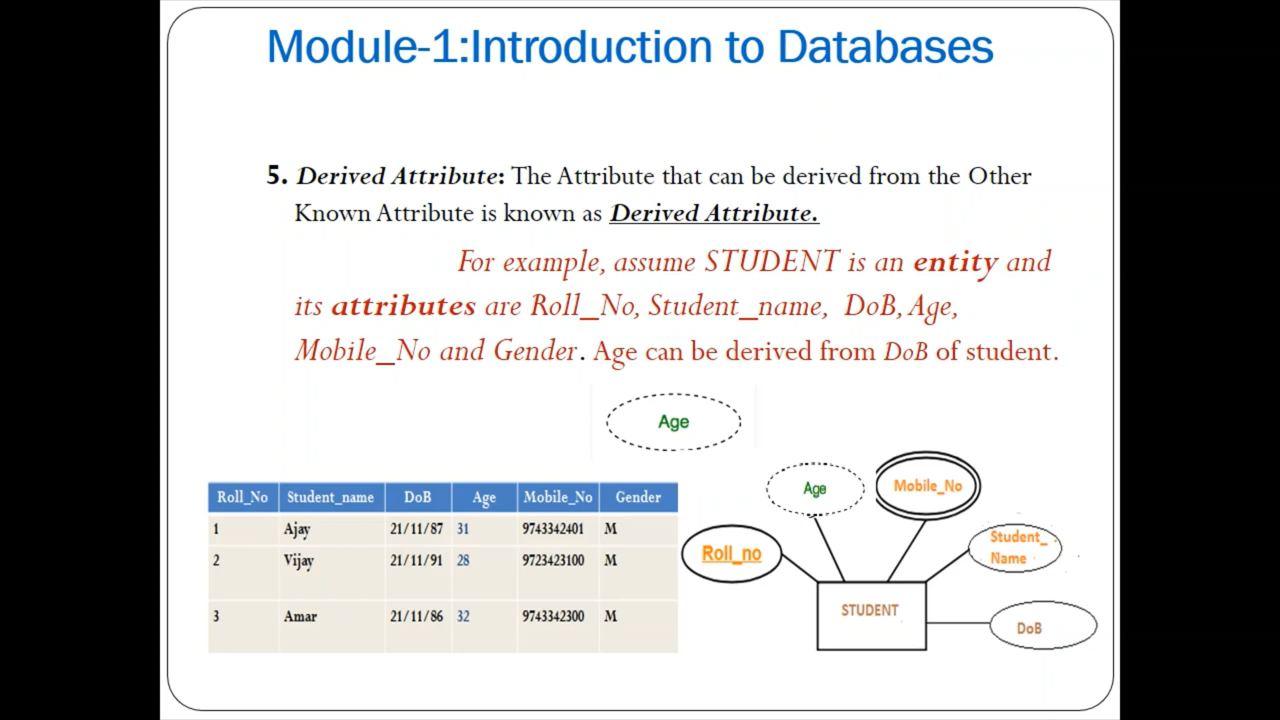 Module-1:Introduction to Databases
5. Derived Attribute: The Attribute that can be derived from the Other
Known Attribute is known as Derived Attribute.
For example, assume STUDENT is an entity and
its attributes are Roll_No, Student_name, DoB, Age,
Mobile_No and Gender. Age can be derived from DoB of student.
Age
Roll_No Student_name DoB Age Mobile_No Gender
1 Ajay 21/11/87 31 9743342401 M
2 Vijay 21/11/91 28 9723423100 M
3 Amar 21/11/86 32 9743342300 M
Age
Mobile_No
Roll_no
Student_
Name
STUDENT
DoB